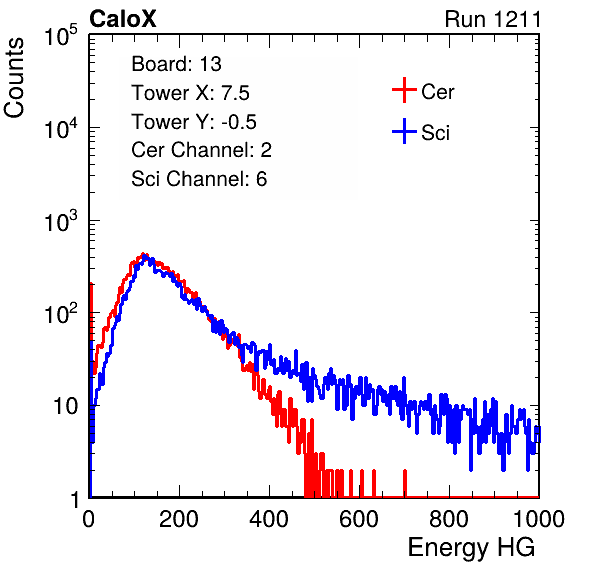 CaloX Run 1211
Counts
Board: 13
Tower X: 7.5
Tower Y: -0.5
Cer Channel: 2
Sci Channel: 6
Cer
Sci
10^5
10^4
10^3
10^2
10
1
0 200 400 600 800 1000
Energy HG